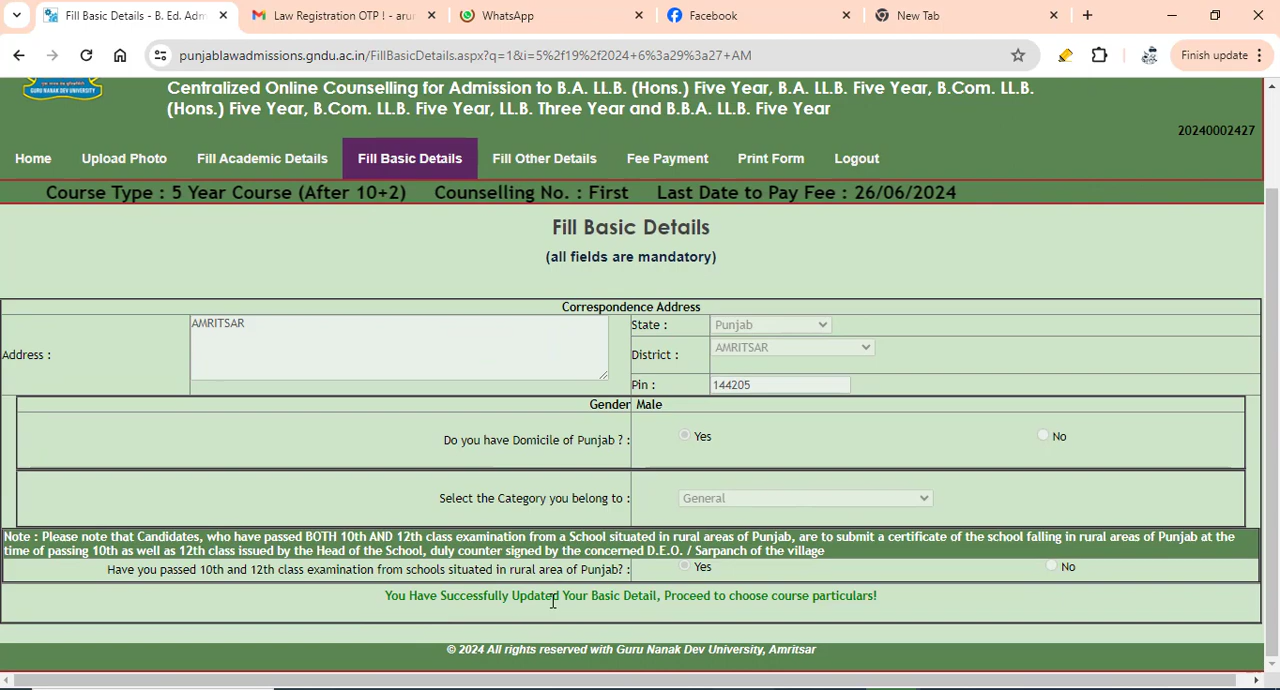 Fill Basic Details - B. Ed. Adm
Law Registration OTP ! - aru
WhatsApp
Facebook
New Tab
punjablawadmissions.gndu.ac.in/FillBasicDetails.aspx?q=1&i=5%2f19%2f2024+6%3a29%3a27+AM
Finish update
GURU NANAK DEV UNIVERSITY
Centralized Online Counselling for Admission to B.A. LL.B. (Hons.) Five Year, B.A. LL.B. Five Year, B.Com. LL.B.
(Hons.) Five Year, B.Com. LL.B. Five Year, LL.B. Three Year and B.B.A. LL.B. Five Year
20240002427
Home Upload Photo Fill Academic Details Fill Basic Details Fill Other Details Fee Payment Print Form Logout
Course Type : 5 Year Course (After 10+2) Counselling No. : First Last Date to Pay Fee : 26/06/2024
Fill Basic Details
(all fields are mandatory)
Correspondence Address
Address : AMRITSAR
State : Punjab
District : AMRITSAR
Pin : 144205
Gender Male
Do you have Domicile of Punjab ? : Yes No
Select the Category you belong to : General
Note : Please note that Candidates, who have passed BOTH 10th AND 12th class examination from a School situated in rural areas of Punjab, are to submit a certificate of the school falling in rural areas of Punjab at the
time of passing 10th as well as 12th class issued by the Head of the School, duly counter signed by the concerned D.E.O. / Sarpanch of the village
Have you passed 10th and 12th class examination from schools situated in rural area of Punjab? : Yes No
You Have Successfully Updated Your Basic Detail, Proceed to choose course particulars!
© 2024 All rights reserved with Guru Nanak Dev University, Amritsar